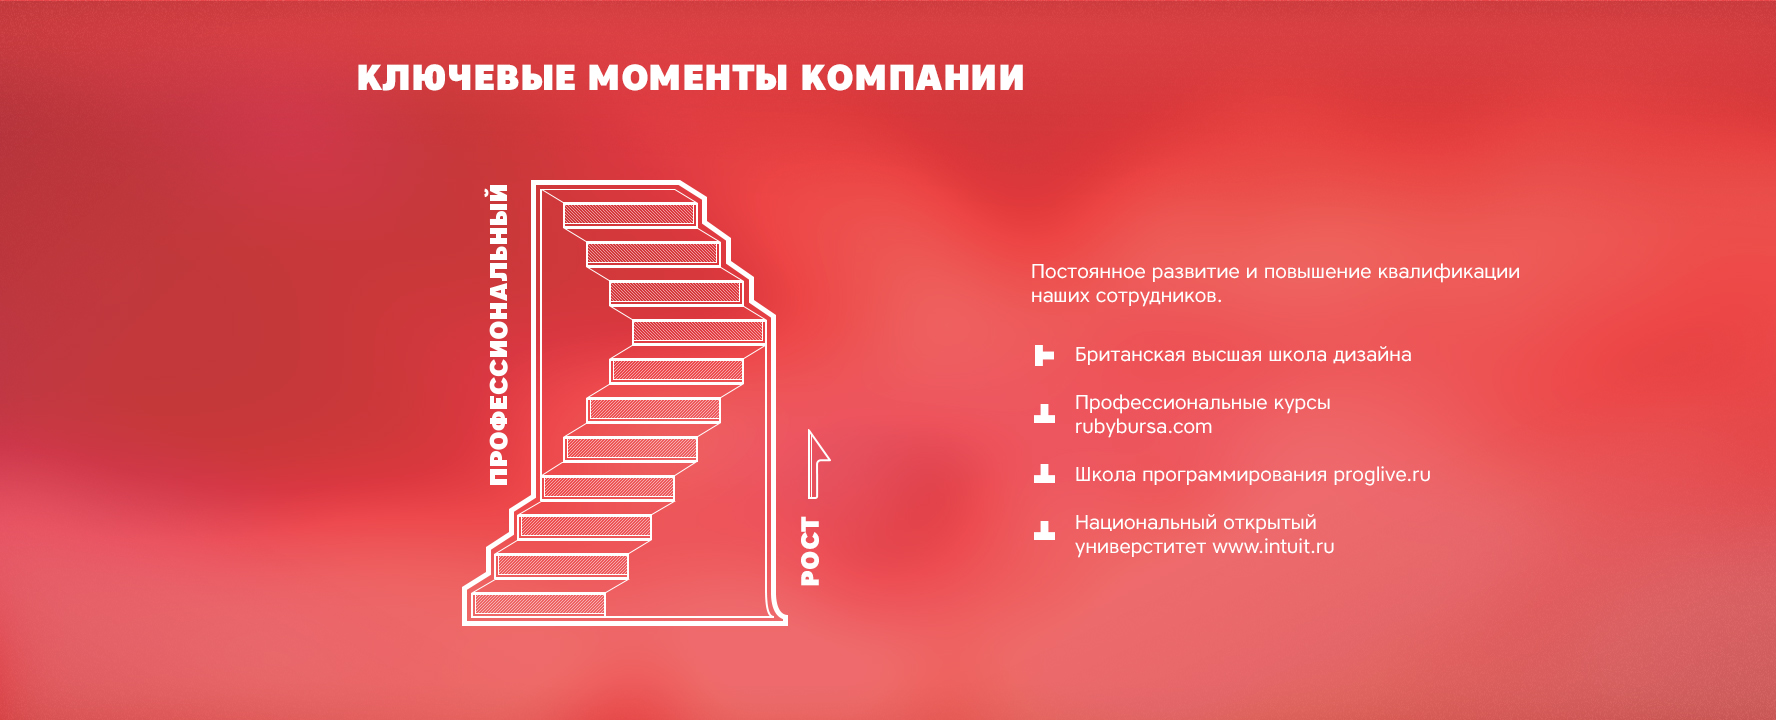 КЛЮЧЕВЫЕ МОМЕНТЫ КОМПАНИИ
ПРОФЕССИОНАЛЬНЫЙ
РОСТ
Постоянное развитие и повышение квалификации
наших сотрудников.
Британская высшая школа дизайна
Профессиональные курсы
rubybursa.com
Школа программирования proglive.ru
Национальный открытый
универститет www.intuit.ru